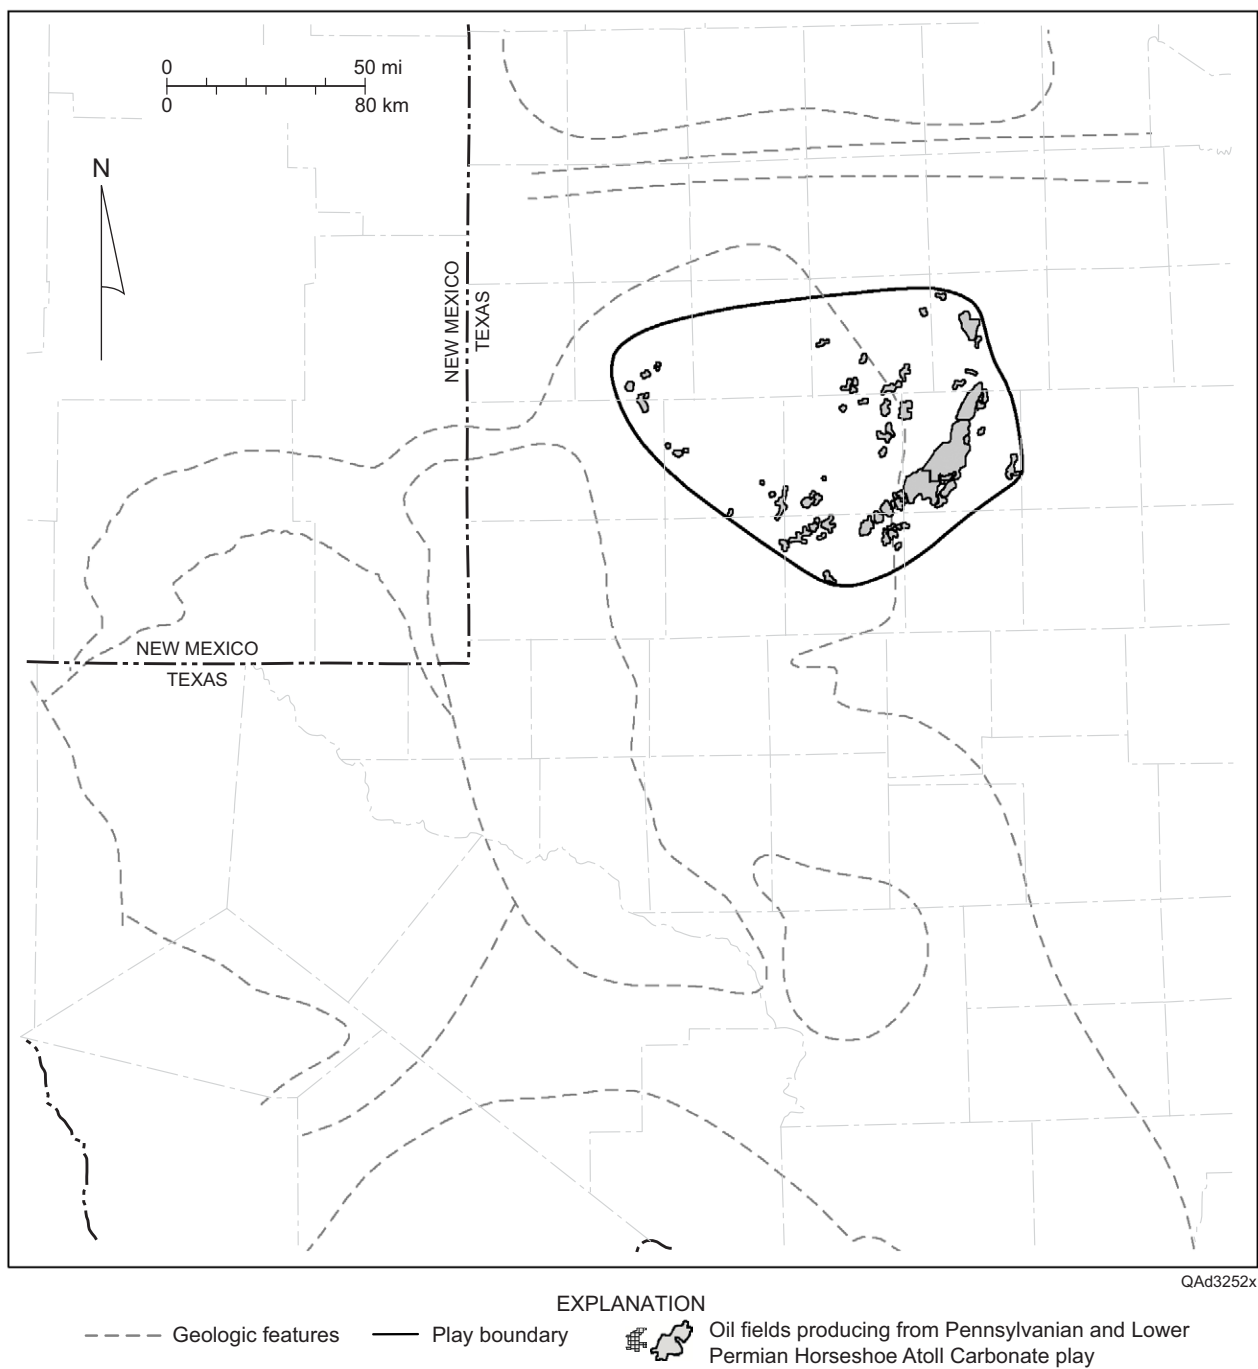 0 50 mi
0 80 km
N
NEW MEXICO
TEXAS
NEW MEXICO
TEXAS
QAd3252x
EXPLANATION
Geologic features
Play boundary
Oil fields producing from Pennsylvanian and Lower
Permian Horseshoe Atoll Carbonate play